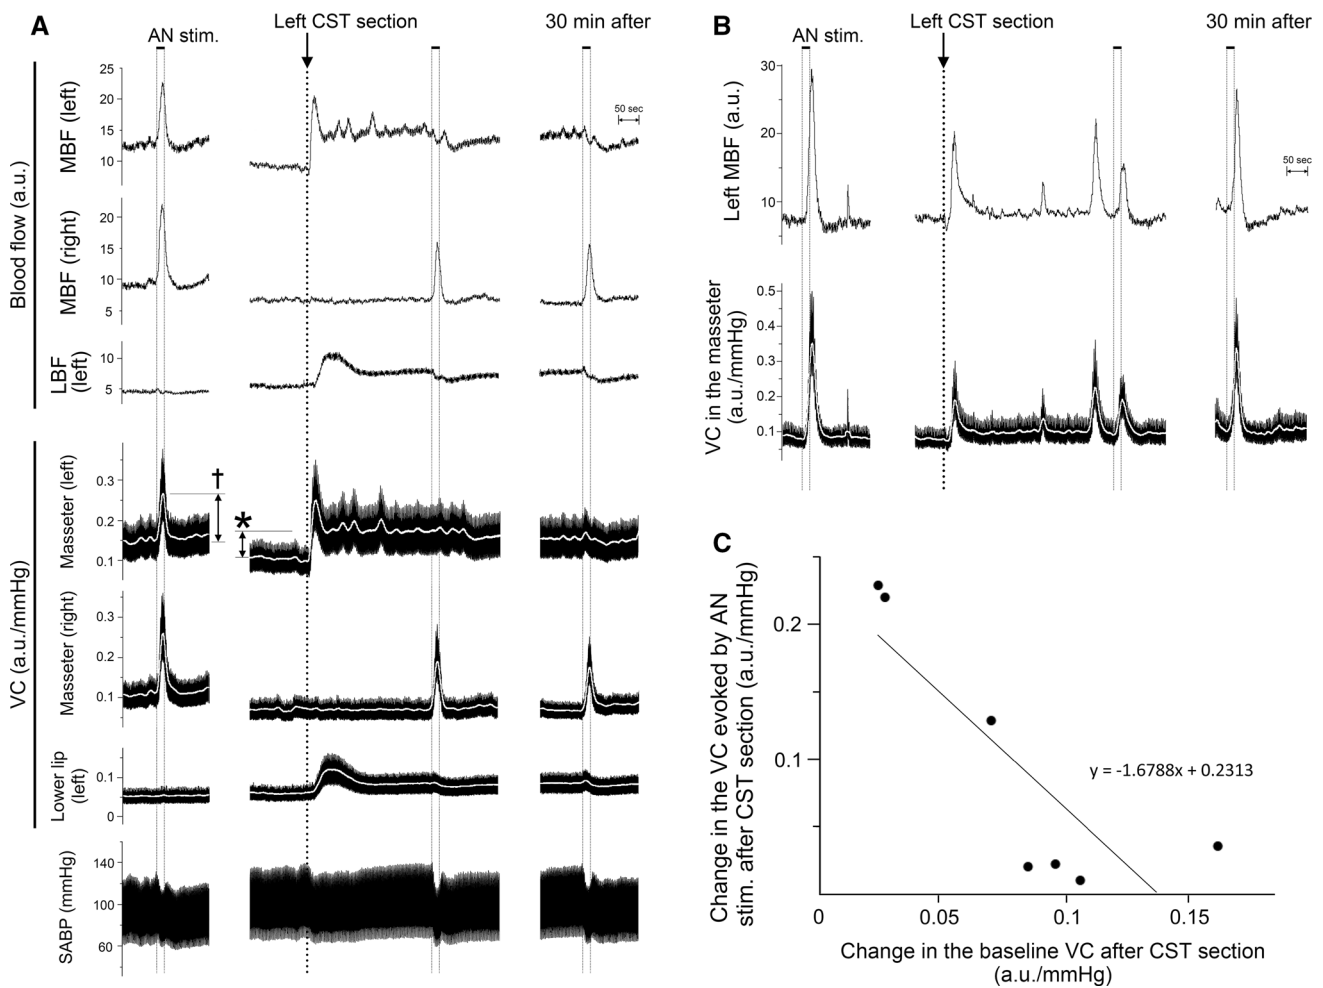 A
AN stim.
Left CST section
30 min after
Blood flow (a.u.)
MBF (left)
25
20
15
10
50 sec
MBF (right)
20
15
10
5
LBF
(left)
10
5
VC (a.u./mmHg)
Masseter (left)
0.3
0.2
0.1
†
*
Masseter (right)
0.3
0.2
0.1
Lower lip
(left)
0.1
0
SABP (mmHg)
140
100
60
B
AN stim.
Left CST section
30 min after
Left MBF (a.u.)
30
20
10
50 sec
VC in the masseter
(a.u./mmHg)
0.5
0.4
0.3
0.2
0.1
C
Change in the VC evoked by AN
stim. after CST section (a.u./mmHg)
0.2
0.1
y = -1.6788x + 0.2313
0
0.05
0.1
0.15
Change in the baseline VC after CST section
(a.u./mmHg)